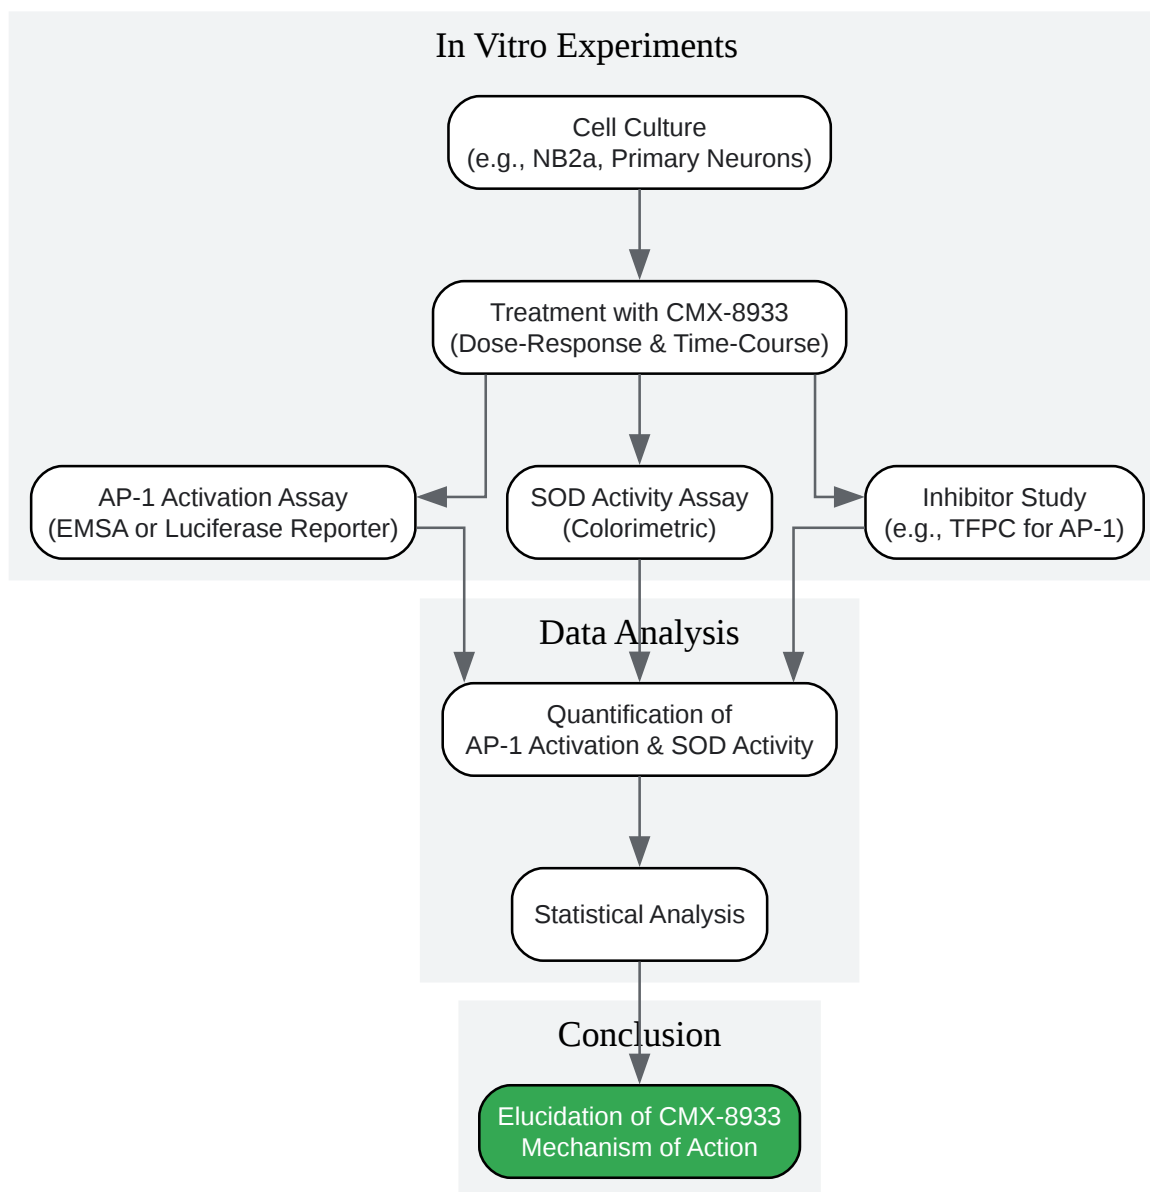 In Vitro Experiments
Cell Culture
(e.g., NB2a, Primary Neurons)
Treatment with CMX-8933
(Dose-Response & Time-Course)
AP-1 Activation Assay
(EMSA or Luciferase Reporter)
SOD Activity Assay
(Colorimetric)
Inhibitor Study
(e.g., TFPC for AP-1)
Data Analysis
Quantification of
AP-1 Activation & SOD Activity
Statistical Analysis
Conclusion
Elucidation of CMX-8933
Mechanism of Action